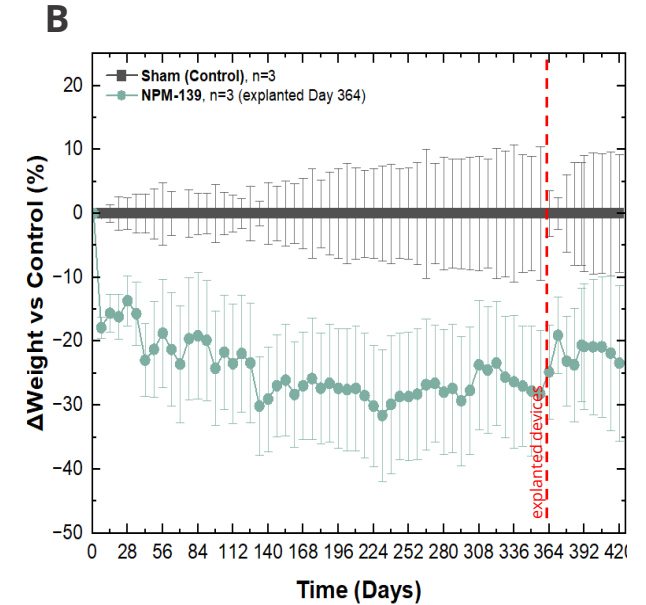 B
Sham (Control), n=3
NPM-139, n=3 (explanted Day 364)
ΔWeight vs Control (%)
20
10
0
−10
−20
−30
−40
−50
explanted devices
0 28 56 84 112 140 168 196 224 252 280 308 336 364 392 420
Time (Days)